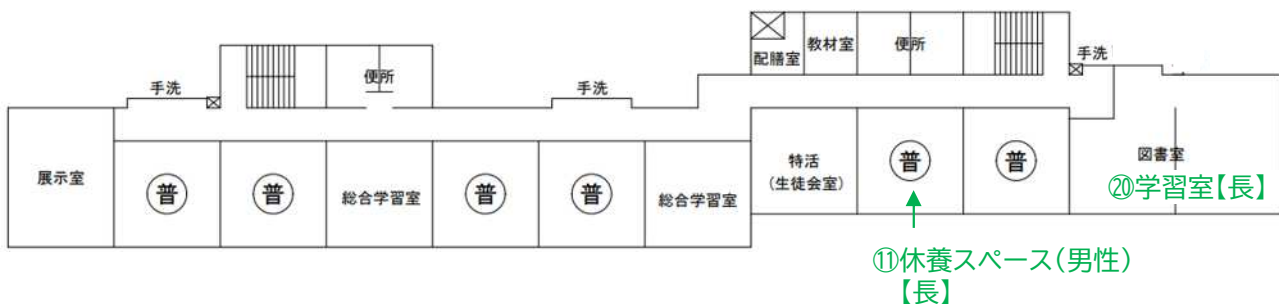 配膳室
教材室
便所
手洗
便所
手洗
手洗
展示室
普
普
総合学習室
普
普
総合学習室
特活
(生徒会室)
普
普
図書室
⑳学習室【長】
⑪休養スペース(男性)
【長】